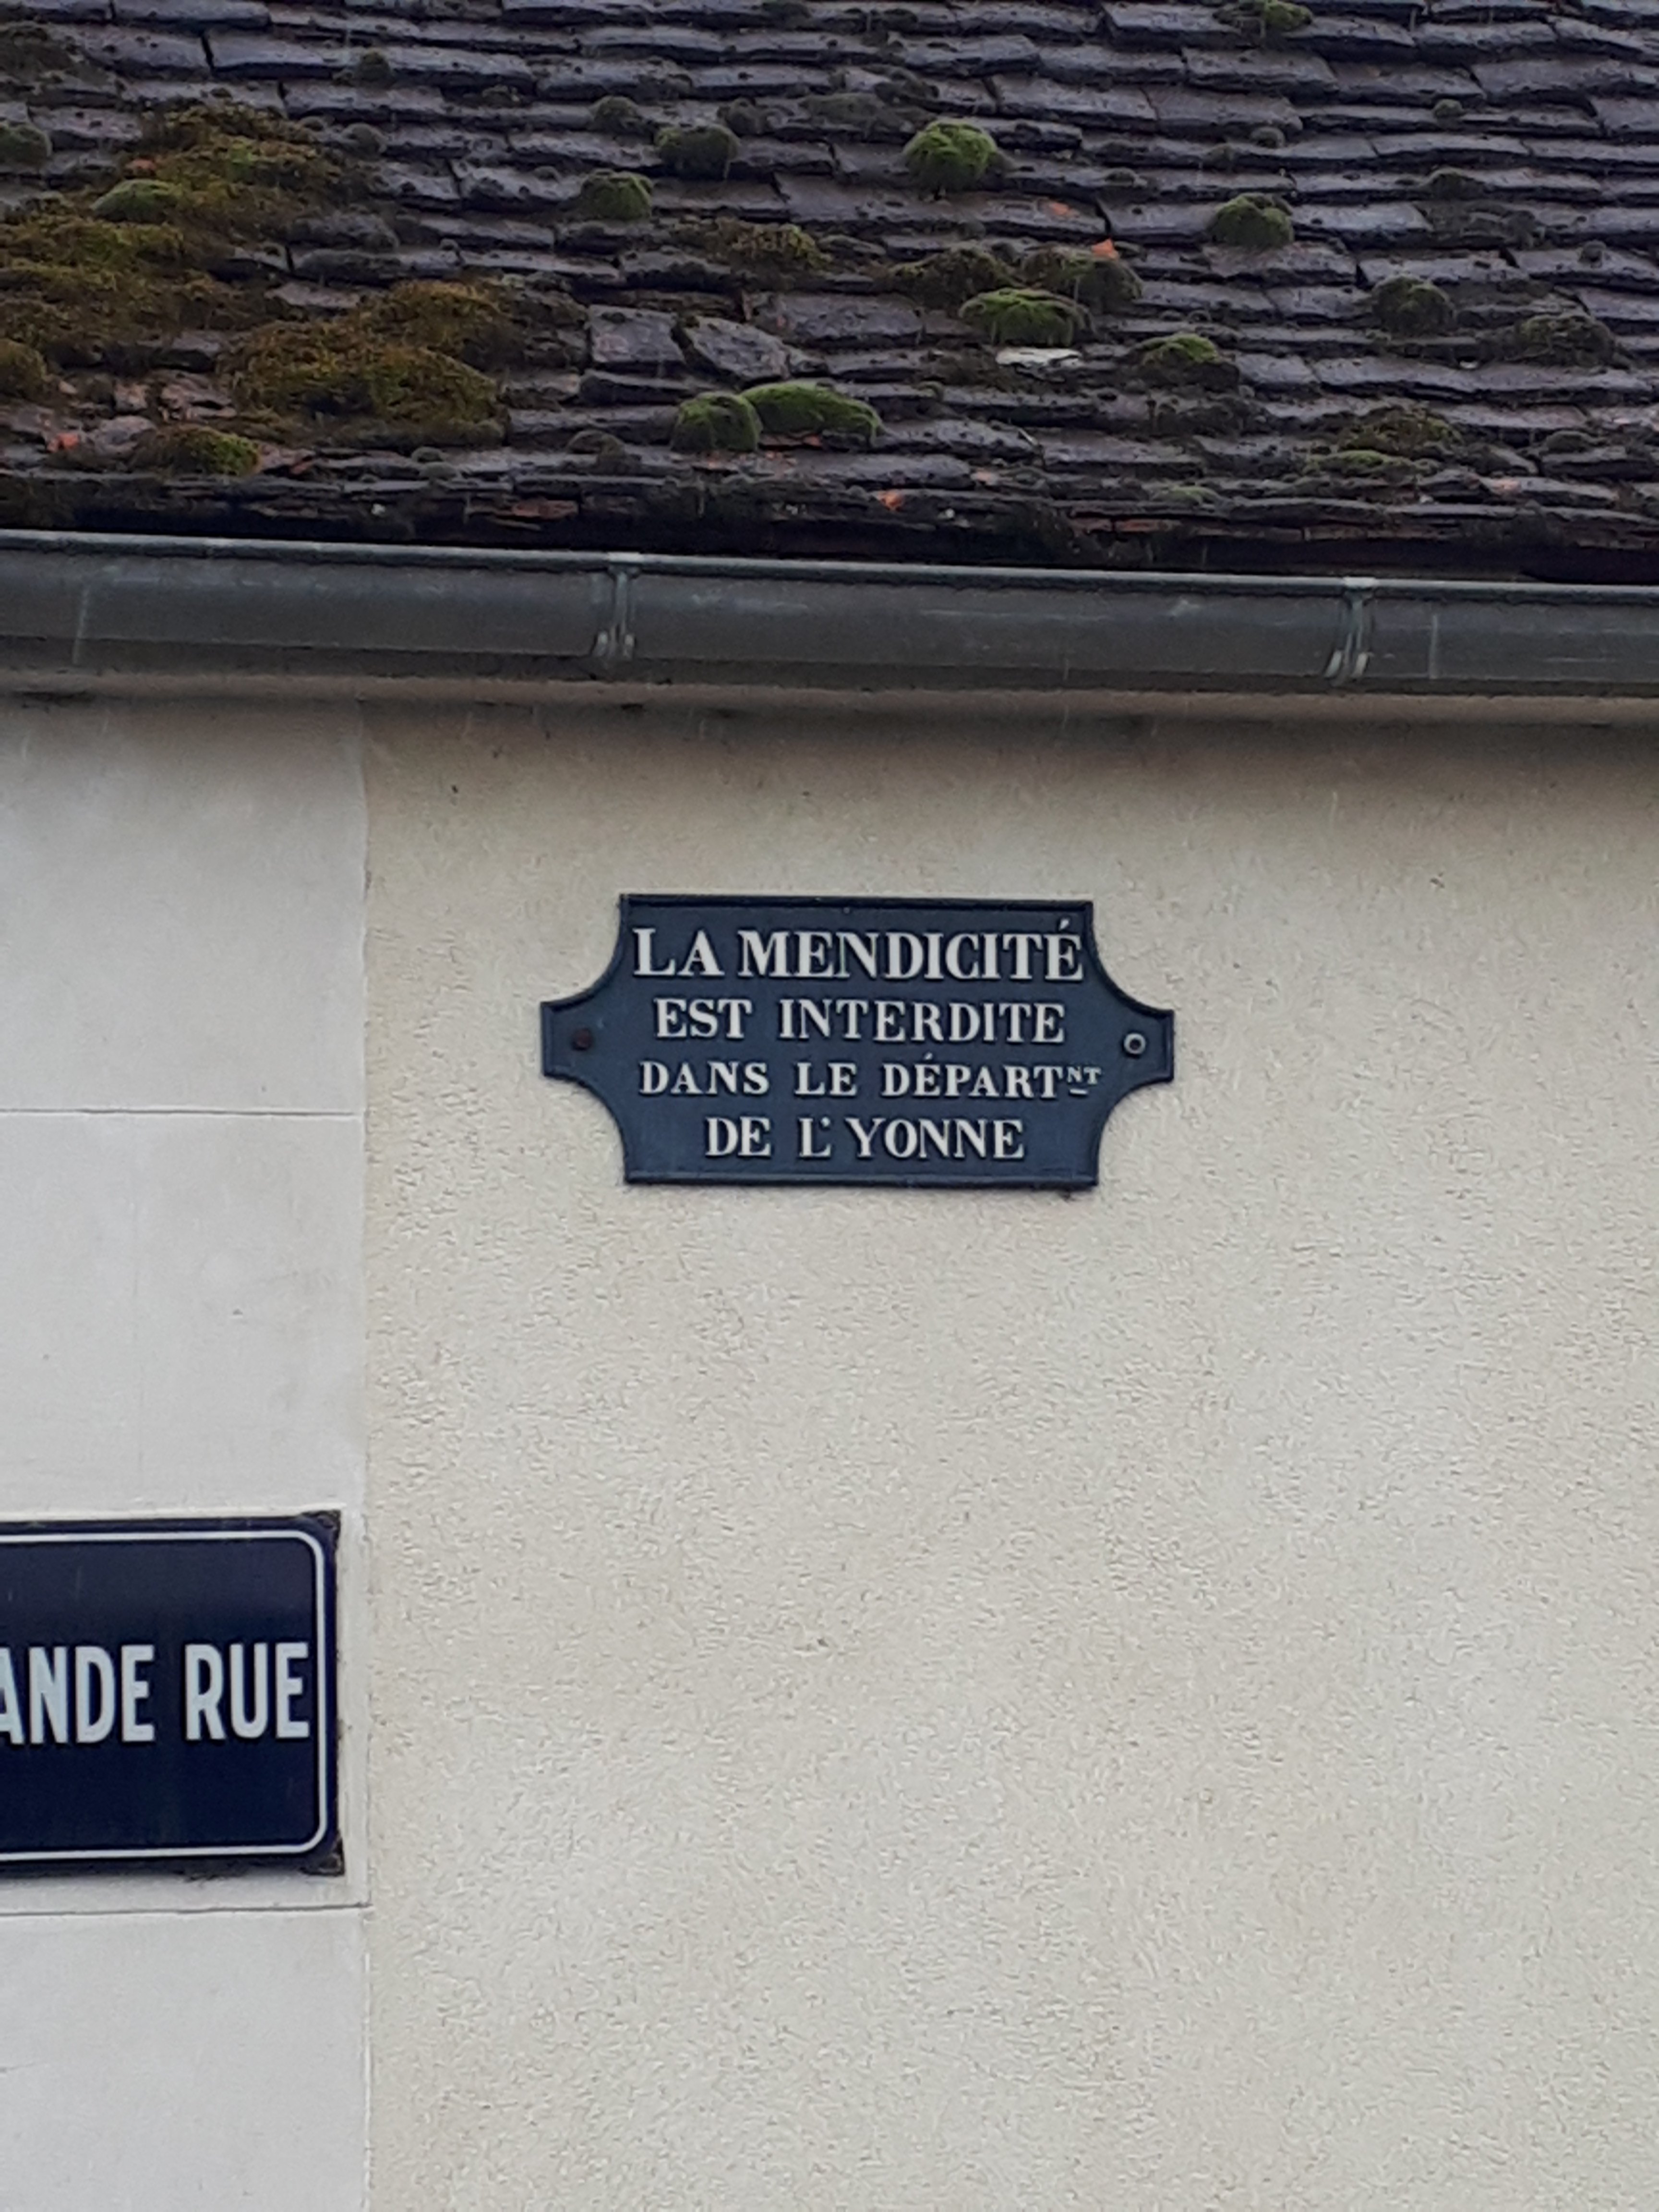 LA MENDICITÉ
EST INTERDITE
DANS LE DÉPARTNT
DE L'YONNE
ANDE RUE